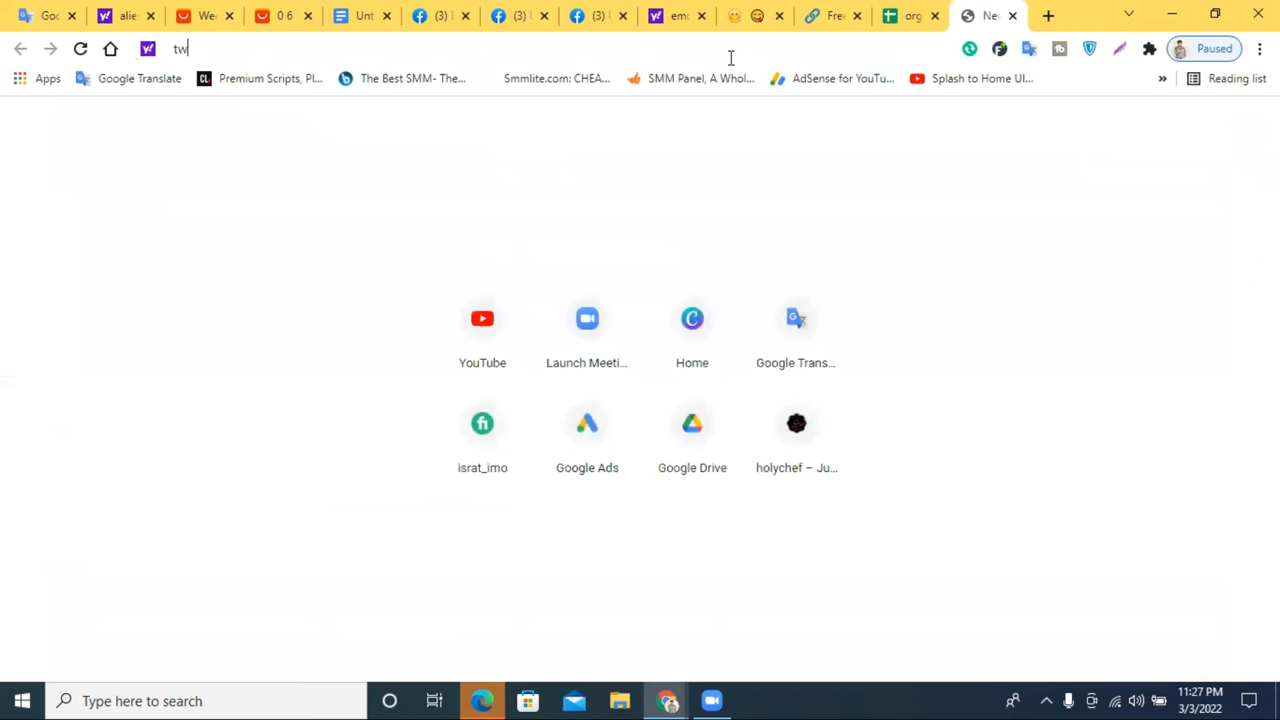 Goo
alie
We
0 6
Unt
(3) E
(3) U
(3) U
emo
Free
org
Ne
tw
Paused
Apps
Google Translate
Premium Scripts, Pl...
The Best SMM- The...
Smmlite.com: CHEA...
SMM Panel, A Whol...
AdSense for YouTu...
Splash to Home UI...
»
Reading list
YouTube
Launch Meeti...
Home
Google Trans...
israt_imo
Google Ads
Google Drive
holychef – Ju...
Type here to search
11:27 PM
3/3/2022